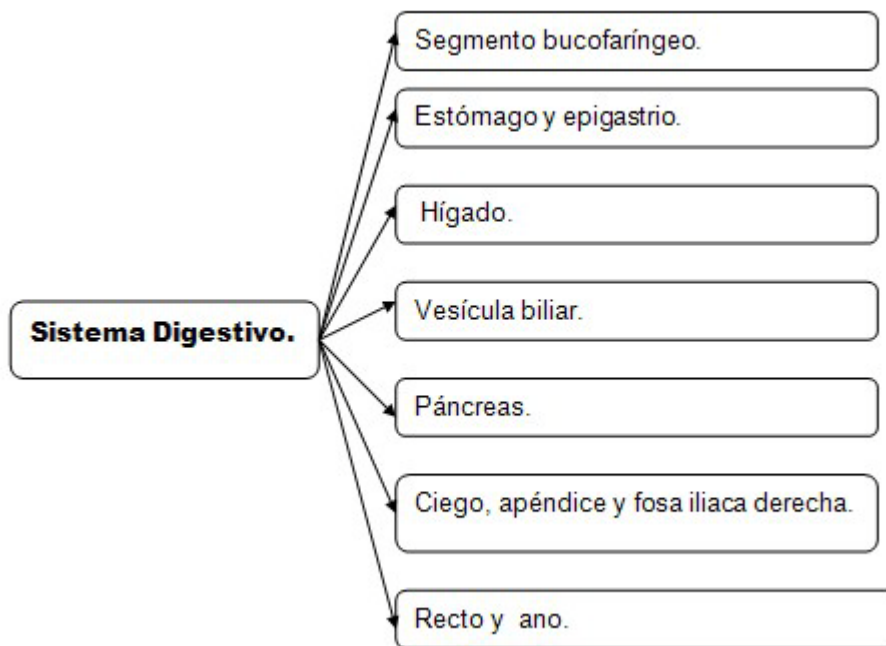 Segmento bucofaríngeo.
Estómago y epigastrio.
Hígado.
Vesícula biliar.
Sistema Digestivo.
Páncreas.
Ciego, apéndice y fosa iliaca derecha.
Recto y ano.